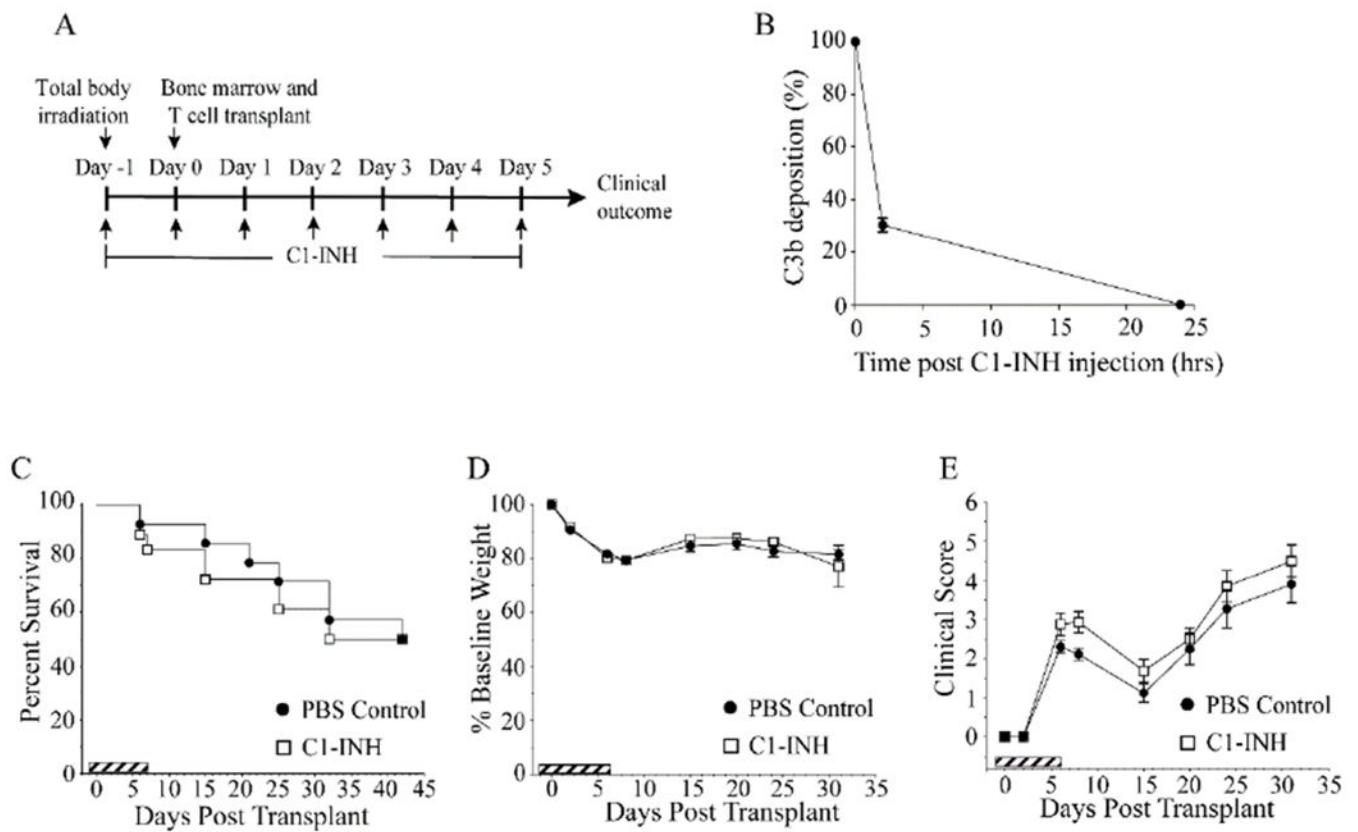 A
Total body
irradiation
Bone marrow and
T cell transplant
Day -1 Day 0 Day 1 Day 2 Day 3 Day 4 Day 5
Clinical
outcome
C1-INH
B
C3b deposition (%)
100
80
60
40
20
0
0 5 10 15 20 25
Time post C1-INH injection (hrs)
C
Percent Survival
100
80
60
40
20
0
PBS Control
C1-INH
0 5 10 15 20 25 30 35 40 45
Days Post Transplant
D
% Baseline Weight
100
80
60
40
20
0
PBS Control
C1-INH
0 5 10 15 20 25 30 35
Days Post Transplant
E
Clinical Score
6
5
4
3
2
1
0
PBS Control
C1-INH
0 5 10 15 20 25 30 35
Days Post Transplant